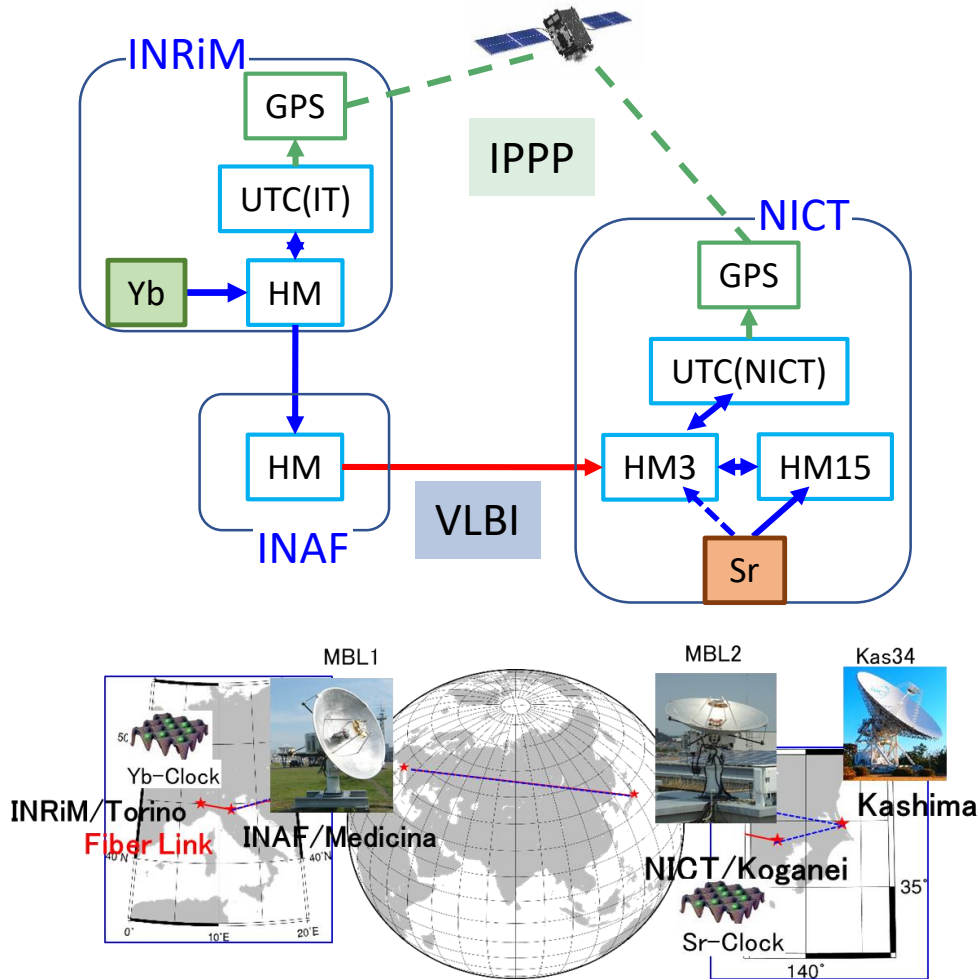 INRiM
GPS
IPPP
UTC(IT)
NICT
Yb
HM
GPS
UTC(NICT)
HM
HM3
HM15
VLBI
INAF
Sr
MBL1
MBL2
Kas34
50°
Yb-Clock
INRiM/Torino
Fiber Link
INAF/Medicina
Kashima
NICT/Koganei
40°N
40°N
35°
Sr-Clock
0°
10°E
20°E
140°